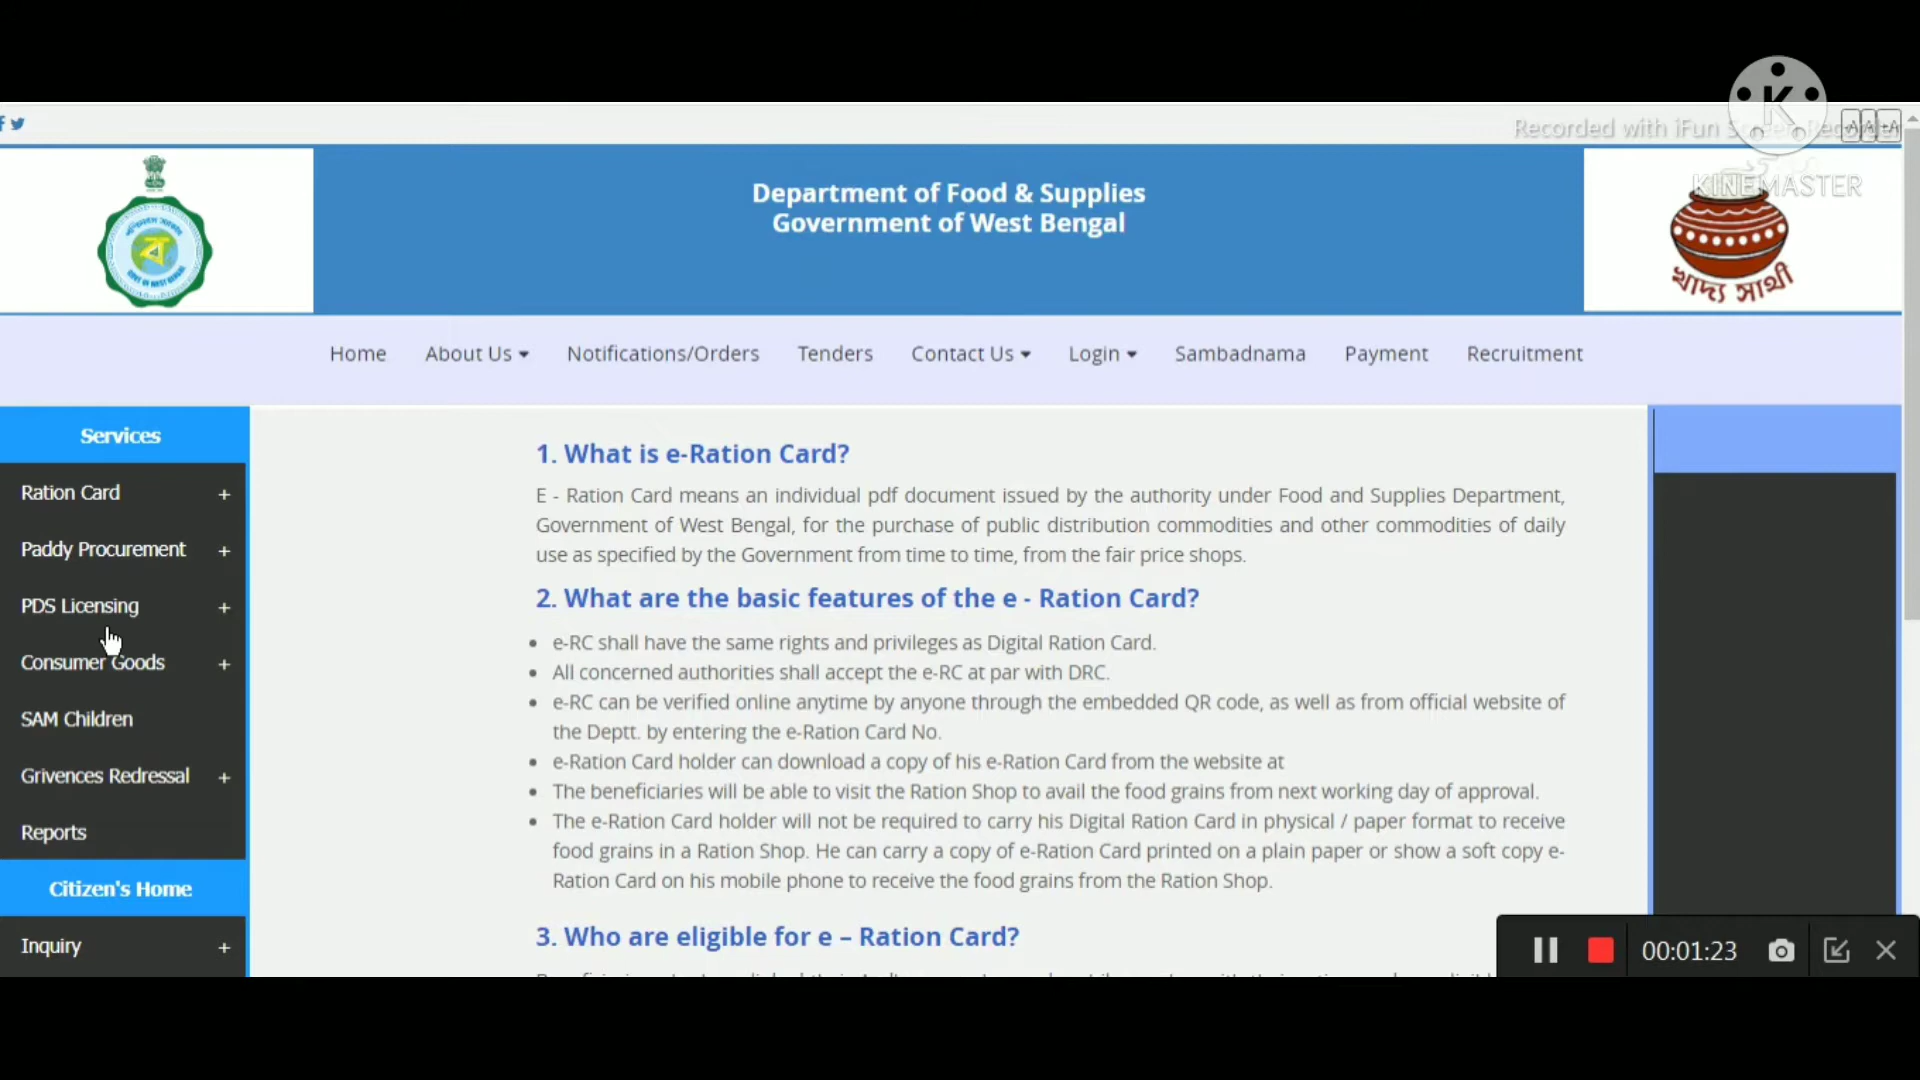 Recorded with iFun
KINEMASTER
Department of Food & Supplies
Government of West Bengal
খাদ্য সাথী
Home About Us Notifications/Orders Tenders Contact Us Login Sambadnama Payment Recruitment
Services
Ration Card +
Paddy Procurement +
PDS Licensing +
Consumer Goods +
SAM Children
Grivences Redressal +
Reports
Citizen's Home
Inquiry +
1. What is e-Ration Card?
E - Ration Card means an individual pdf document issued by the authority under Food and Supplies Department,
Government of West Bengal, for the purchase of public distribution commodities and other commodities of daily
use as specified by the Government from time to time, from the fair price shops.
2. What are the basic features of the e - Ration Card?
• e-RC shall have the same rights and privileges as Digital Ration Card.
• All concerned authorities shall accept the e-RC at par with DRC.
• e-RC can be verified online anytime by anyone through the embedded QR code, as well as from official website of
the Deptt. by entering the e-Ration Card No.
• e-Ration Card holder can download a copy of his e-Ration Card from the website at
• The beneficiaries will be able to visit the Ration Shop to avail the food grains from next working day of approval.
• The e-Ration Card holder will not be required to carry his Digital Ration Card in physical / paper format to receive
food grains in a Ration Shop. He can carry a copy of e-Ration Card printed on a plain paper or show a soft copy e-
Ration Card on his mobile phone to receive the food grains from the Ration Shop.
3. Who are eligible for e – Ration Card?
00:01:23